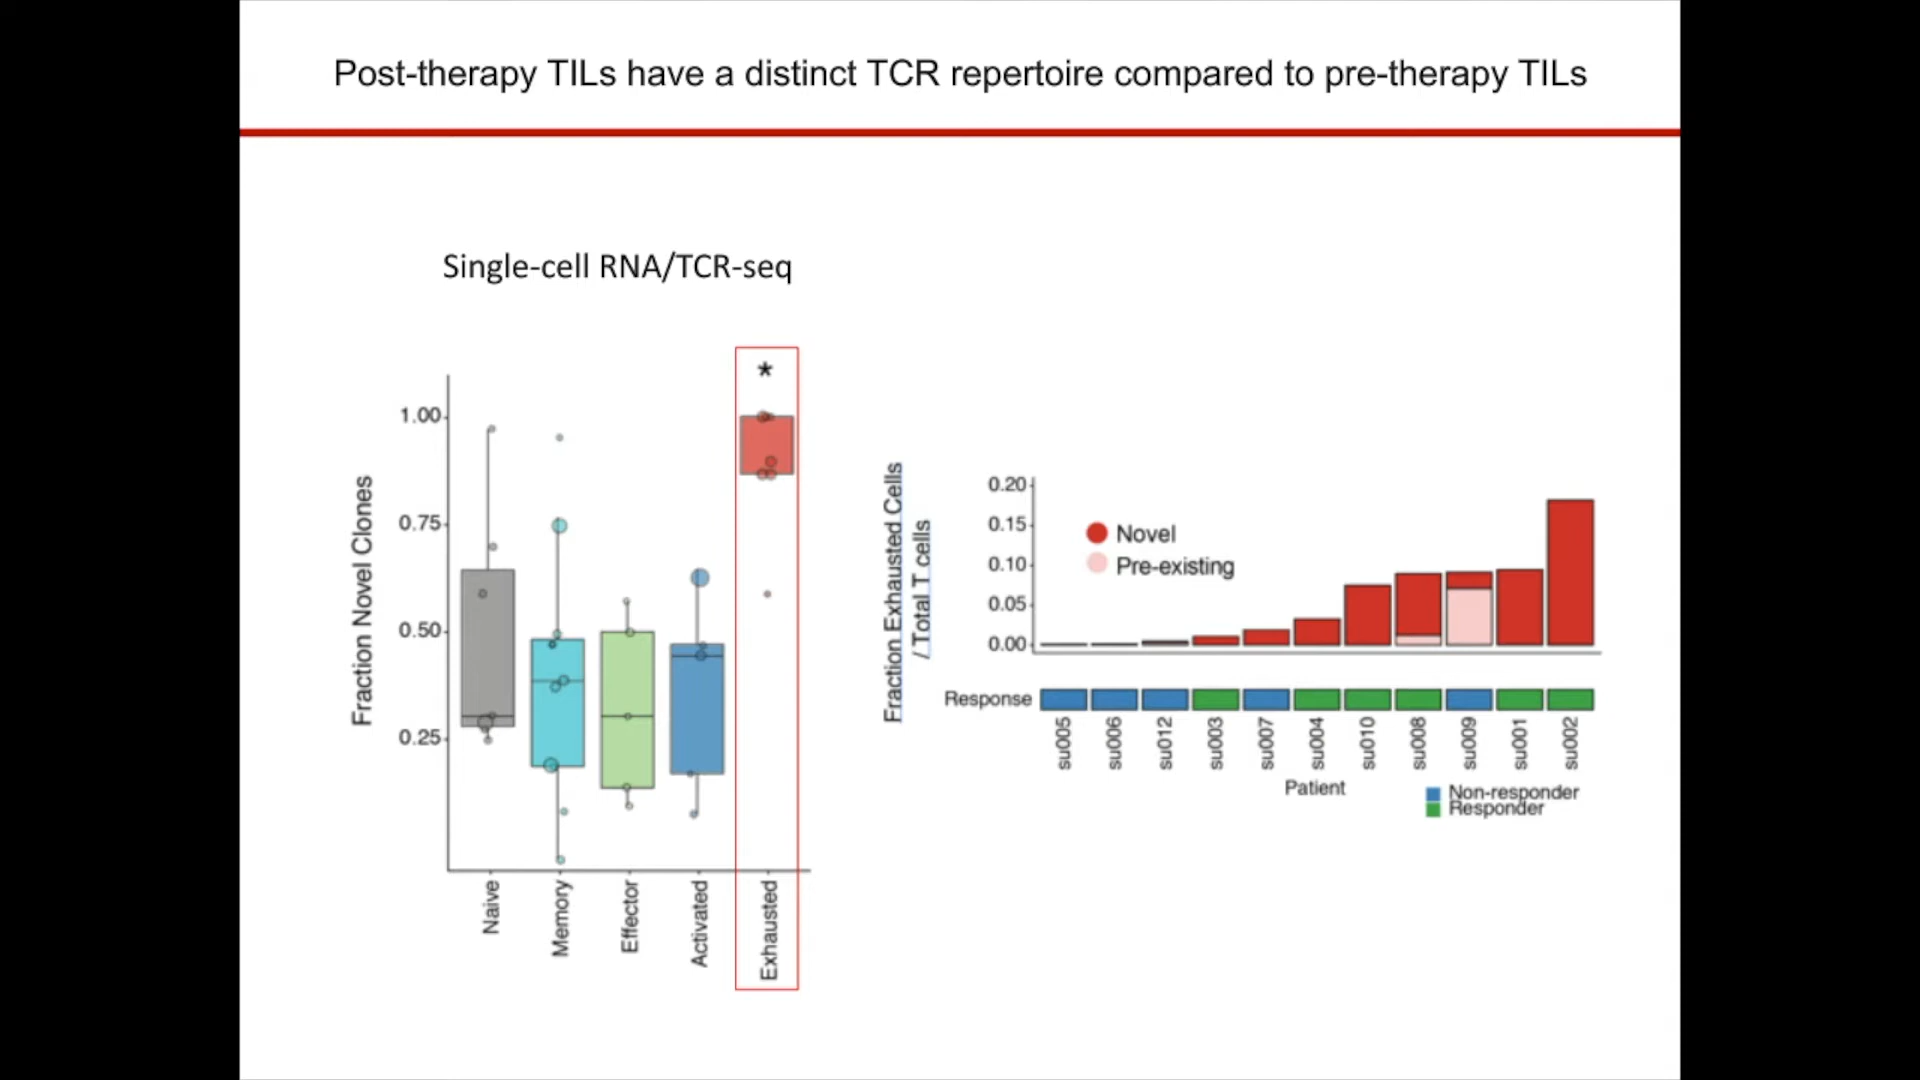 Post-therapy TILs have a distinct TCR repertoire compared to pre-therapy TILs
Single-cell RNA/TCR-seq
*
Fraction Novel Clones
1.00
0.75
0.50
0.25
Naive
Memory
Effector
Activated
Exhausted
Fraction Exhausted Cells
/ Total T cells
0.20
0.15
0.10
0.05
0.00
Novel
Pre-existing
Response
su005
su006
su012
su003
su007
su004
su010
su008
su009
su001
su002
Patient
Non-responder
Responder